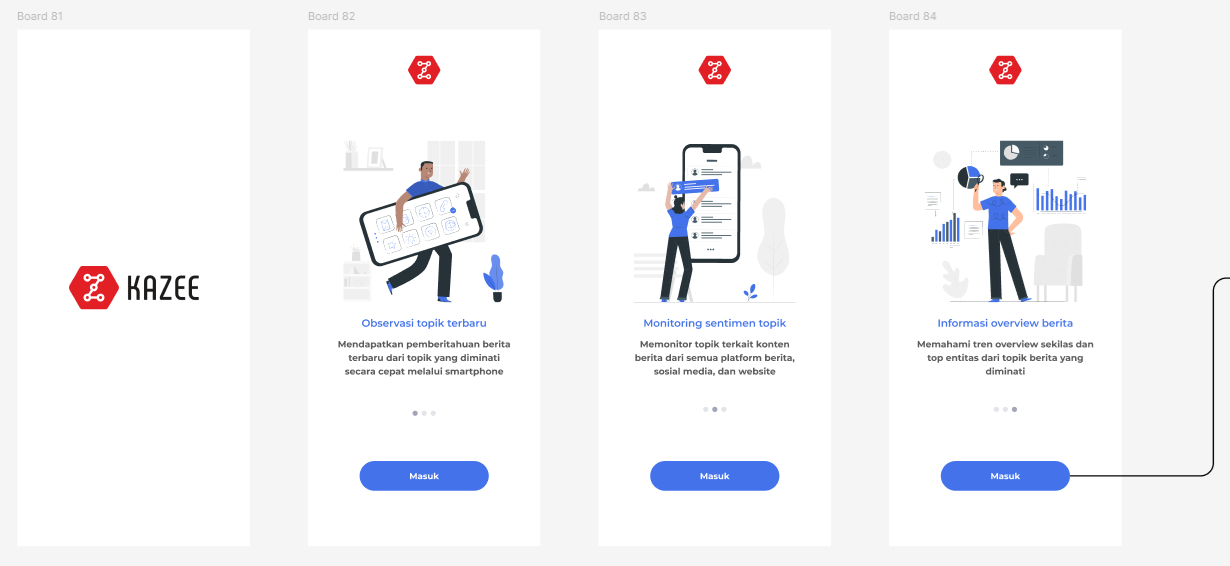 Board 81
KAZEE
Board 82
Observasi topik terbaru
Mendapatkan pemberitahuan berita
terbaru dari topik yang diminati
secara cepat melalui smartphone
Masuk
Board 83
Monitoring sentimen topik
Memonitor topik terkait konten
berita dari semua platform berita,
sosial media, dan website
Masuk
Board 84
Informasi overview berita
Memahami tren overview sekilas dan
top entitas dari topik berita yang
diminati
Masuk